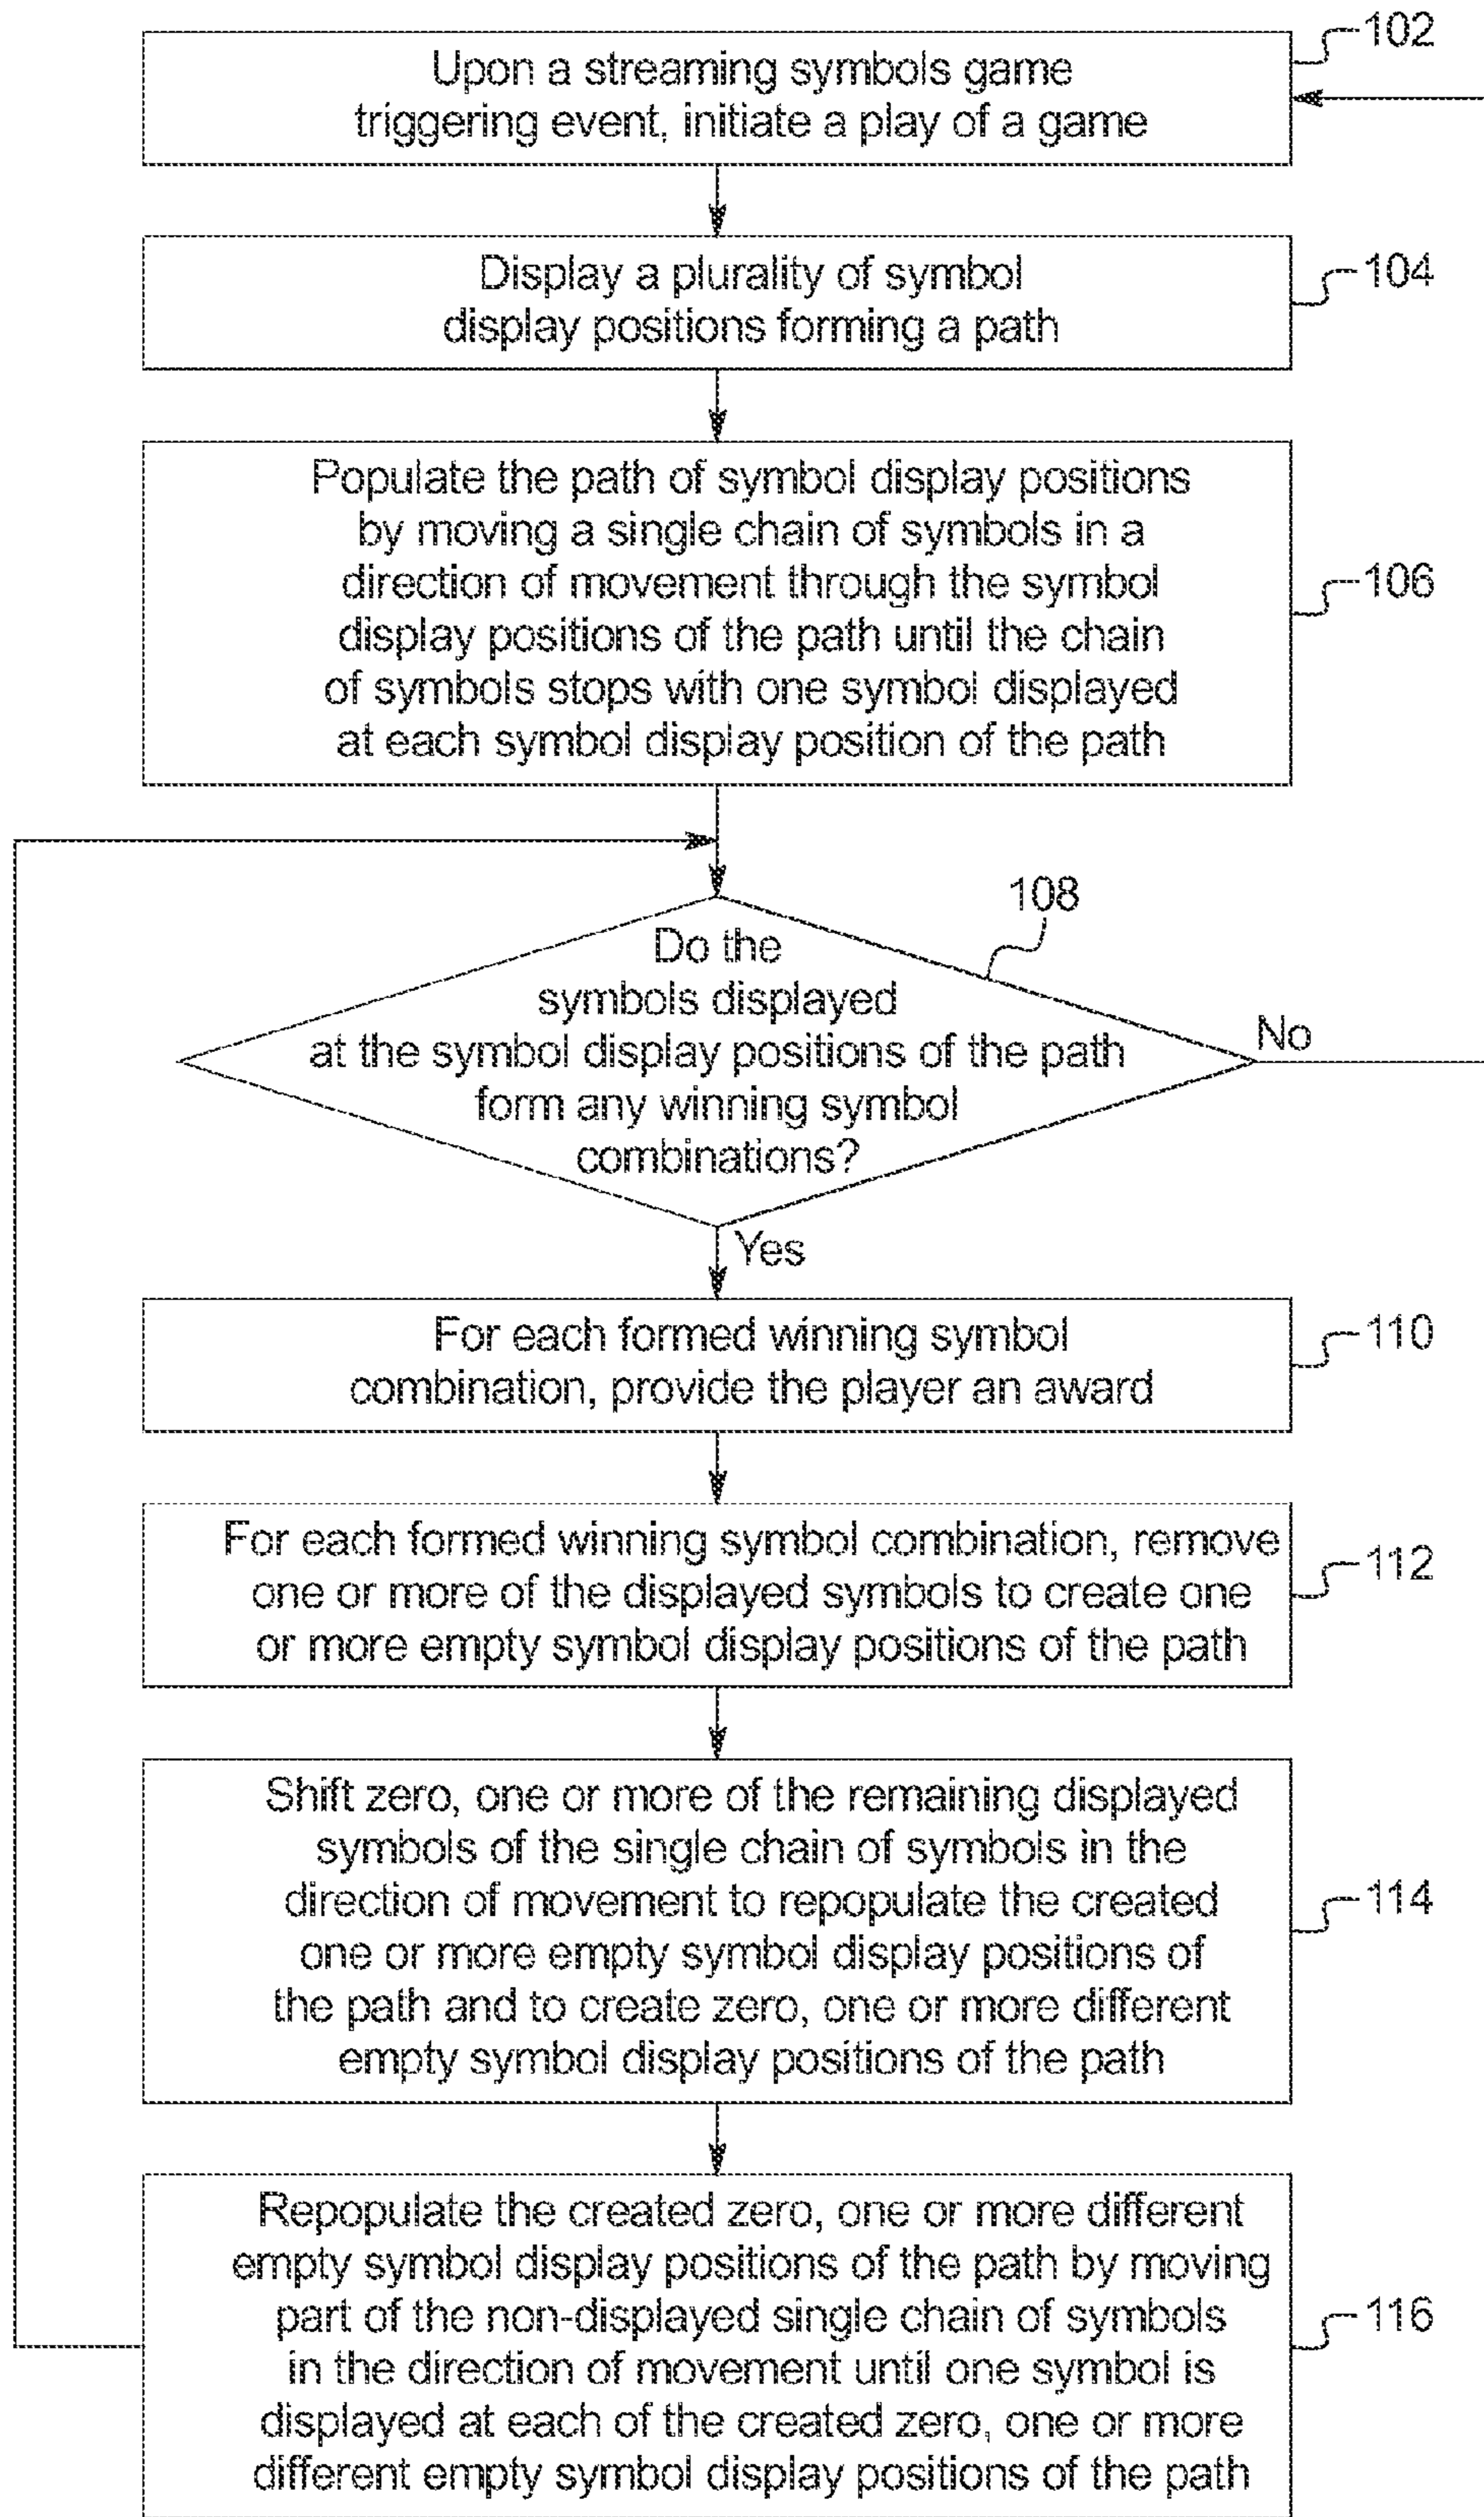 102
Upon a streaming symbols game
triggering event, initiate a play of a game
Display a plurality of symbol
display positions forming a path
104
Populate the path of symbol display positions
by moving a single chain of symbols in a
direction of movement through the symbol
display positions of the path until the chain
of symbols stops with one symbol displayed
at each symbol display position of the path
106
108
Do the
symbols displayed
at the symbol display positions of the path
form any winning symbol
combinations?
No
Yes
For each formed winning symbol
combination, provide the player an award
110
For each formed winning symbol combination, remove
one or more of the displayed symbols to create one
or more empty symbol display positions of the path
112
Shift zero, one or more of the remaining displayed
symbols of the single chain of symbols in the
direction of movement to repopulate the created
one or more empty symbol display positions of
the path and to create zero, one or more different
empty symbol display positions of the path
114
Repopulate the created zero, one or more different
empty symbol display positions of the path by moving
part of the non-displayed single chain of symbols
in the direction of movement until one symbol is
displayed at each of the created zero, one or more
different empty symbol display positions of the path
116